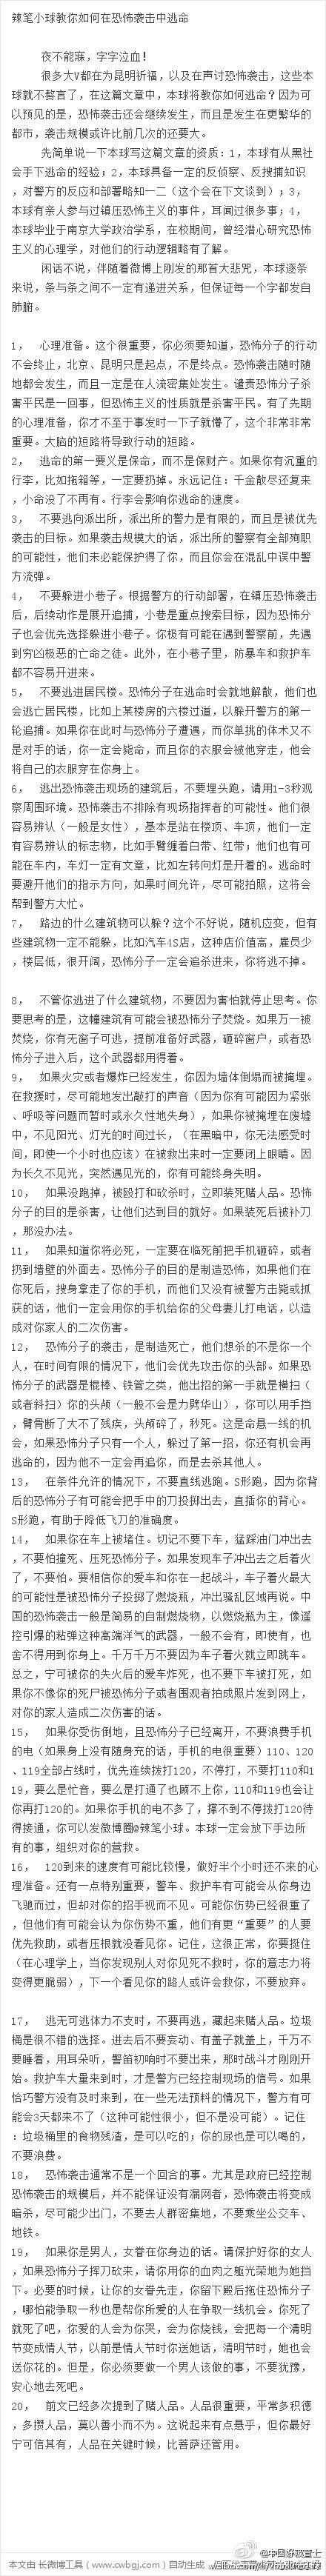 辣笔小球教你如何在恐怖袭击中逃命
夜不能寐，字字泣血！
很多大V都在为昆明祈福，以及在声讨恐怖袭击，这些本
球就不赘言了，在这篇文章中，本球将教你如何逃命？因为可
以预见的是，恐怖袭击还会继续发生，而且是发生在更繁华的
都市，袭击规模或许比前几次的还要大。
先简单说一下本球写这篇文章的资质：1，本球有从黑社
会手下逃命的经验；2，本球具备一定的反侦察、反搜捕知识
，对警方的反应和部署略知一二（这个会在下文谈到）；3，
本球有亲人参与过镇压恐怖主义的事件，耳闻过很多事；4，
本球毕业于南京大学政治学系，在校期间，曾经潜心研究恐怖
主义的心理学，对他们的行动逻辑略有了解。
闲话不说，伴随着微博上刚发的那首大悲咒，本球逐条
来说，条与条之间不一定有递进关系，但保证每一个字都发自
肺腑。
1， 心理准备。这个很重要，你必须要知道，恐怖分子的行动
不会终止，北京、昆明只是起点，不是终点。恐怖袭击随时随
地都会发生，而且一定是在人流密集处发生。谴责恐怖分子杀
害平民是一回事，但恐怖主义的性质就是杀害平民。有了先期
的心理准备，你才不至于事发时一下子就懵了，这个非常非常
重要。大脑的短路将导致行动的短路。
2， 逃命的第一要义是保命，而不是保财产。如果你有沉重的
行李，比如拖箱等，一定要扔掉。永远记住：千金散尽还复来
，小命没了不再有。行李会影响你逃命的速度。
3， 不要逃向派出所，派出所的警力是有限的，而且是被优先
袭击的目标。如果袭击规模大的话，派出所的警察有全部殉职
的可能性，他们未必能保护得了你，而且你会在混乱中误中警
方流弹。
4， 不要躲进小巷子。根据警方的行动部署，在镇压恐怖袭击
后，后续动作是展开追捕，小巷是重点搜索目标，因为恐怖分
子也会优先选择躲进小巷子。你极有可能在遇到警察前，先遇
到穷凶极恶的亡命之徒。此外，在小巷子里，防暴车和救护车
都不容易开进来。
5， 不要逃进居民楼。恐怖分子在逃命时会就地解散，他们也
会逃亡居民楼，比如上某楼房的六楼过道，以躲开警方的第一
轮追捕。如果你在此时与恐怖分子遭遇，而你单挑的体术又不
是对手的话，你一定会毙命，而且你的衣服会被他穿走，他会
将自己的衣服穿在你身上。
6， 逃出恐怖袭击现场的建筑后，不要埋头跑，请用1-3秒观
察周围环境。恐怖袭击不排除有现场指挥者的可能性。他们很
容易辨认（一般是女性），基本是站在楼顶、车顶，他们一定
有容易辨认的标志物，比如手臂缠着白带、红带；他们也有可
能在车内，车灯一定有文章，比如左转向灯是开着的。逃命时
要避开他们的指示方向，如果时间允许，尽可能拍照，这将会
帮到警方大忙。
7， 路边的什么建筑物可以躲？这个不好说，随机应变，但有
些建筑物一定不能躲，比如汽车4S店，这种店价值高，雇员少
，楼层低，很开阔，恐怖分子一定会追杀进来，你将逃不掉。
8， 不管你逃进了什么建筑物，不要因为害怕就停止思考。你
要思考的是，这幢建筑有可能会被恐怖分子焚烧。如果万一被
焚烧，你有无窗子可逃，提前准备好武器，砸碎窗户，或者恐
怖分子进入后，这个武器都用得着。
9， 如果火灾或者爆炸已经发生，你因为墙体倒塌而被掩埋。
在救援时，尽可能地发出敲打的声音（因为你有可能因为紧张
、呼吸等问题而暂时或永久性地失身），如果你被掩埋在废墟
中，不见阳光、灯光的时间过长，（在黑暗中，你无法感受时
间，即使一个小时也应该）在被救出来时一定要闭上眼睛。因
为长久不见光，突然遇见光的，你有可能终身失明。
10， 如果没跑掉，被殴打和砍杀时，立即装死赌人品。恐怖
分子的目的是杀害，让他们达到目的就好。如果装死后被补刀
，那没办法。
11， 如果知道你将必死，一定要在临死前把手机砸碎，或者
扔到墙壁的外面去。恐怖分子的目的是制造恐怖，如果他们在
你死后，搜身拿走了你的手机，而他们又没有被警方击毙或抓
获的话，他们一定会用你的手机给你的父母妻儿打电话，以造
成对你家人的二次伤害。
12， 恐怖分子的袭击，是制造死亡，他们想杀的不是你一个
人，在时间有限的情况下，他们会优先攻击你的头部。如果恐
怖分子的武器是棍棒、铁管之类，他出招的第一手就是横扫（
或者斜扫）你的头颅（一般不会是力劈华山），你可以用手挡
，臂骨断了大不了残疾，头颅碎了，秒死。这是命悬一线的机
会，如果恐怖分子只有一个人，躲过了第一招，你还有机会再
逃命的，因为他不一定会再追你，而是去杀其他人。
13， 在条件允许的情况下，不要直线逃跑。S形跑，因为你背
后的恐怖分子有可能会把手中的刀投掷出去，直插你的背心。
S形跑，有助于降低飞刀的准确度。
14， 如果你在车上被堵住。切记不要下车，猛踩油门冲出去
，不要怕撞死、压死恐怖分子。如果发现车子冲出去之后着火
了，不要怕。要相信你的爱车和你在一起战斗，车子着火最大
的可能性是被恐怖分子投掷了燃烧瓶，冲出骚乱区域再说。中
国的恐怖袭击一般是简易的自制燃烧物，以燃烧瓶为主，像遥
控引爆的粘弹这种高端洋气的武器，一般不会有，即使有，也
舍不得用到你身上。千万千万不要因为车子着火就立即跳车。
总之，宁可被你的失火后的爱车炸死，也不要下车被打死，如
果你不像你的死尸被恐怖分子或者围观者拍成照片发到网上，
对你的家人造成二次伤害的话。
15， 如果你受伤倒地，且恐怖分子已经离开，不要浪费手机
的电（如果身上没有随身充的话，手机的电很重要）110、120
、119全部占线时，优先连续拨打120，不停打，不要打110和1
19，要么是忙音，要么是打通了也顾不上你，110和119也会让
你再打120的。如果你手机的电不多了，撑不到不停拨打120待
得接通，你可以发微博圈@辣笔小球。本球一定会放下手边所
有的事，组织对你的营救。
16， 120到来的速度有可能比较慢，做好半个小时还不来的心
理准备。还有一点特别重要，警车、救护车有可能会从你身边
飞驰而过，但却对你的招手视而不见。可能你伤势已经很重了
，但他们有可能会认为你伤势不重，他们有更“重要”的人要
优先救助，或者压根就没看见你。记住，这很正常，你要挺住
（在心理学上，当你发现别人对你见死不救时，你的意志力将
变得更脆弱），下一个看见你的路人或许会救你，不要放弃。
17， 逃无可逃体力不支时，不要再逃，藏起来赌人品。垃圾
桶是很不错的选择。进去后不要妄动、有盖子就盖上，千万不
要睡着，用耳朵听，警笛初响时不要出来，那时战斗才刚刚开
始。救护车大量来到时，才是警方已经控制现场的信号。如果
恰巧警方没有及时来到，在一些无法预料的情况下，警方有可
能会3天都来不了（这种可能性很小，但不是没可能）。记住
：垃圾桶里的食物残渣，是可以吃的；你的尿也是可以喝的，
不要浪费。
18， 恐怖袭击通常不是一个回合的事。尤其是政府已经控制
恐怖袭击的规模后，并不能保证没有漏网者，恐怖袭击将变成
暗杀，尽可能少出门，不要去人群密集地，不要乘坐公交车、
地铁。
19， 如果你是男人，女眷在你身边的话。请保护好你的女人
，如果恐怖分子挥刀砍来，请以你用你的血肉之躯光荣地为她挡
下。必要的时候，让你的女眷先走，你留下殿后拖住恐怖分子
，哪怕能争取一秒也是帮你所爱的人在争取一线机会。你死了
就死了吧，你爱的人会为你哭，会为你烧钱，会把每一个清明
节变成情人节，以前是情人节时你送她话，清明节时，她也会
送你花的。但是，你必须要做一个男人该做的事，不要犹豫，
安心地去死吧。
20， 前文已经多次提到了赌人品。人品很重要，平常多积德
，多攒人品，莫以善小而不为。这说起来有点悬乎，但你最好
宁可信其有，人品在关键时候，比菩萨还管用。
本文由 长微博工具（www.cwbgj.com）自动生成，